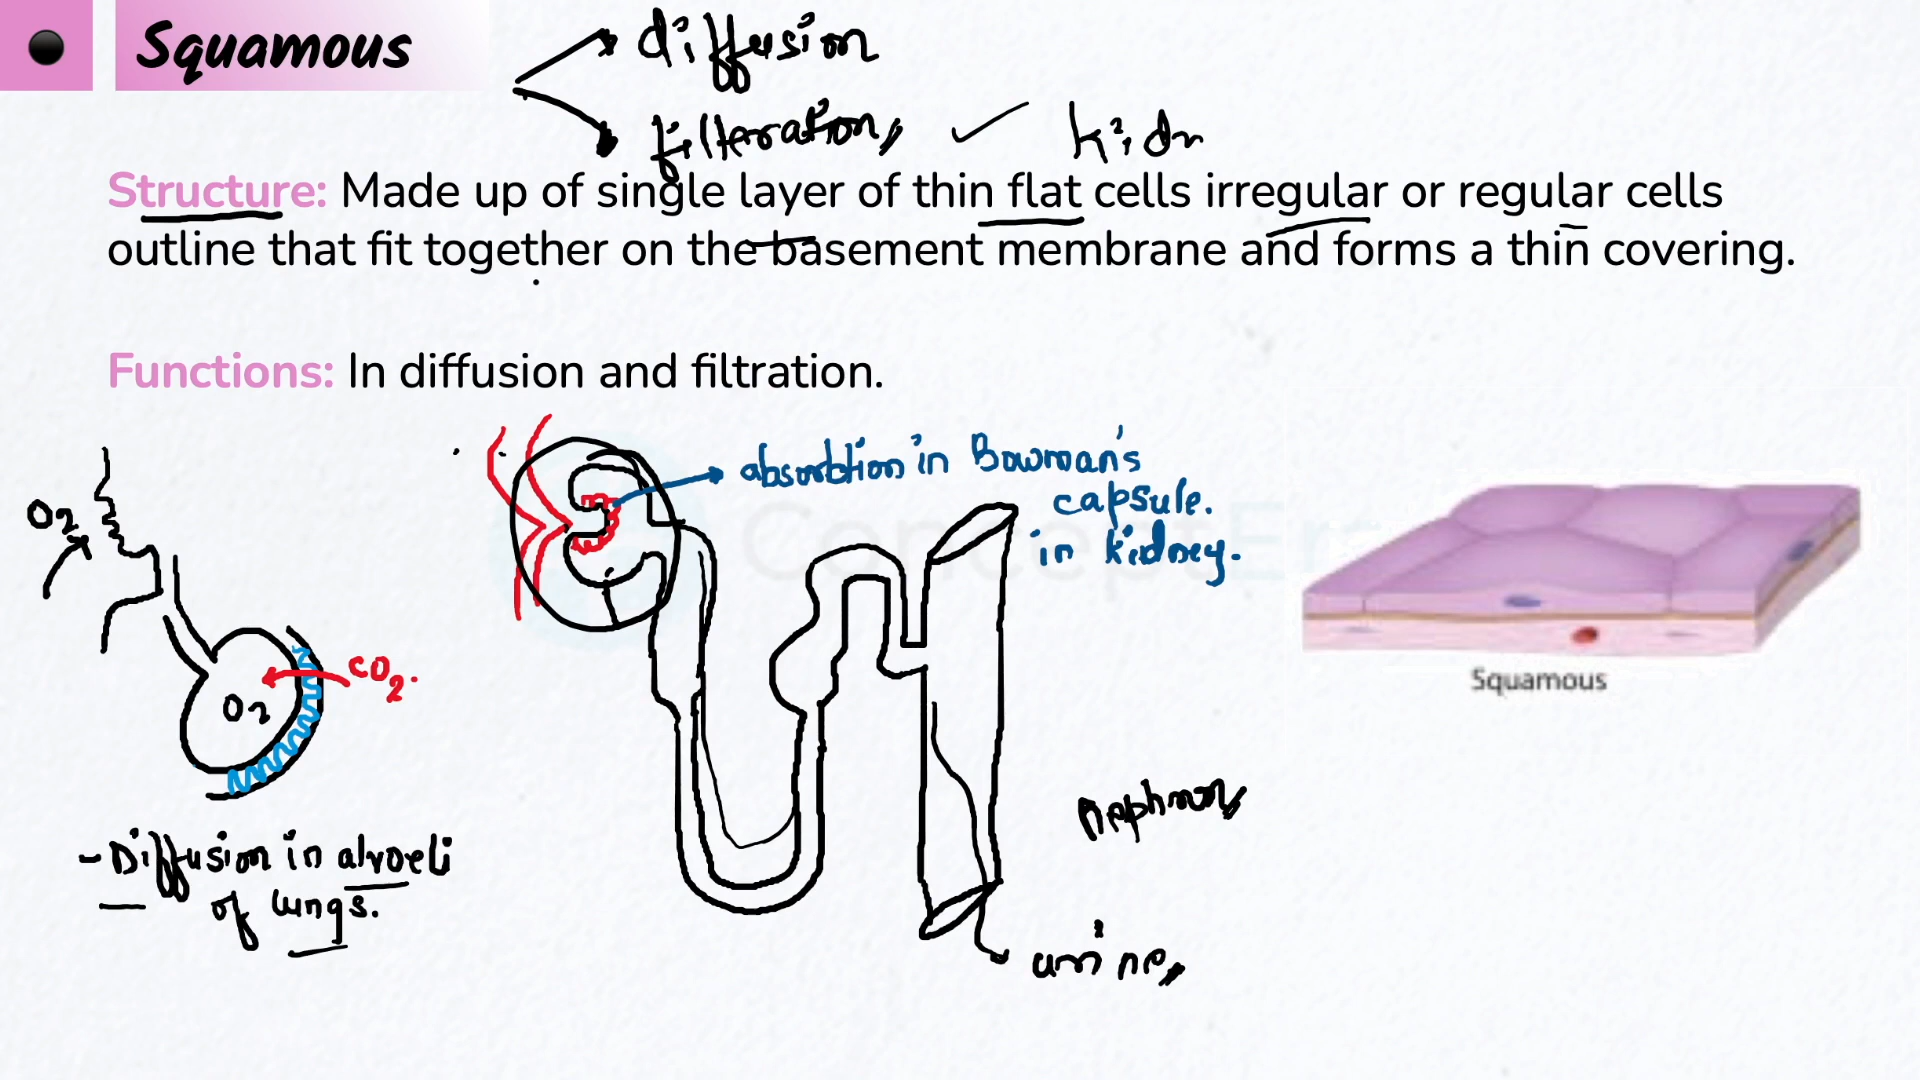 Squamous
diffusion
filteration,
kidn
Structure: Made up of single layer of thin flat cells irregular or regular cells
outline that fit together on the basement membrane and forms a thin covering.
Functions: In diffusion and filtration.
absorbtion in Bowman's
capsule.
in kidney.
O2
CO2.
O2
Squamous
nephron,
- Diffusion in alvoeli
of lungs.
urine,